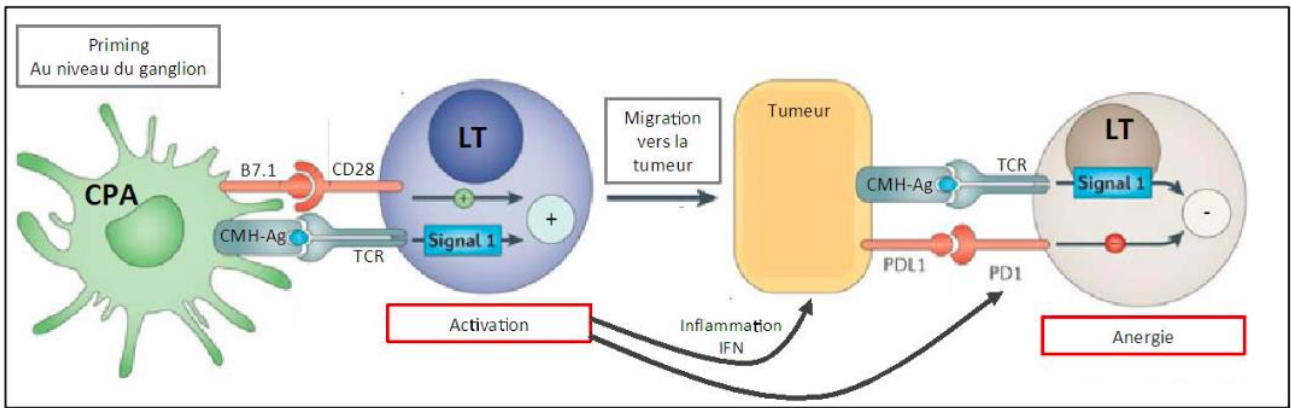 Priming
Au niveau du ganglion
CPA
B7.1
CD28
LT
+
+
CMH-Ag
TCR
Signal 1
Activation
Migration
vers la
tumeur
Inflammation
IFN
Tumeur
CMH-Ag
TCR
LT
Signal 1
-
PDL1
PD1
Anergie